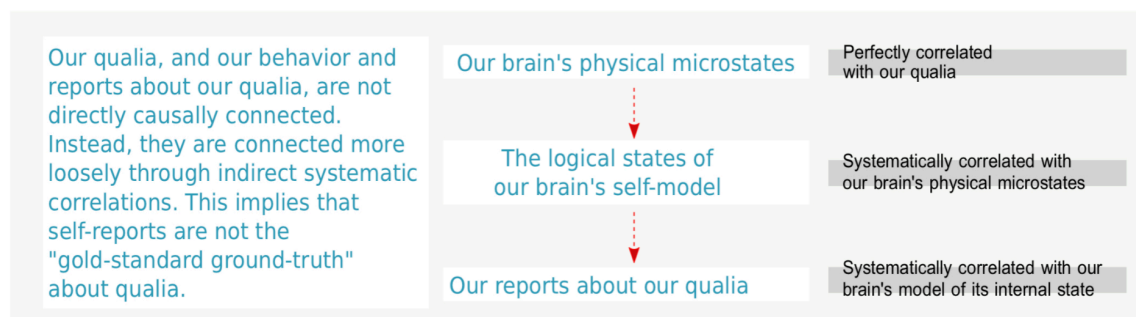 Our qualia, and our behavior and
reports about our qualia, are not
directly causally connected.
Instead, they are connected more
loosely through indirect systematic
correlations. This implies that
self-reports are not the
"gold-standard ground-truth"
about qualia.
Our brain's physical microstates
Perfectly correlated
with our qualia
The logical states of
our brain's self-model
Systematically correlated with
our brain's physical microstates
Our reports about our qualia
Systematically correlated with our
brain's model of its internal state